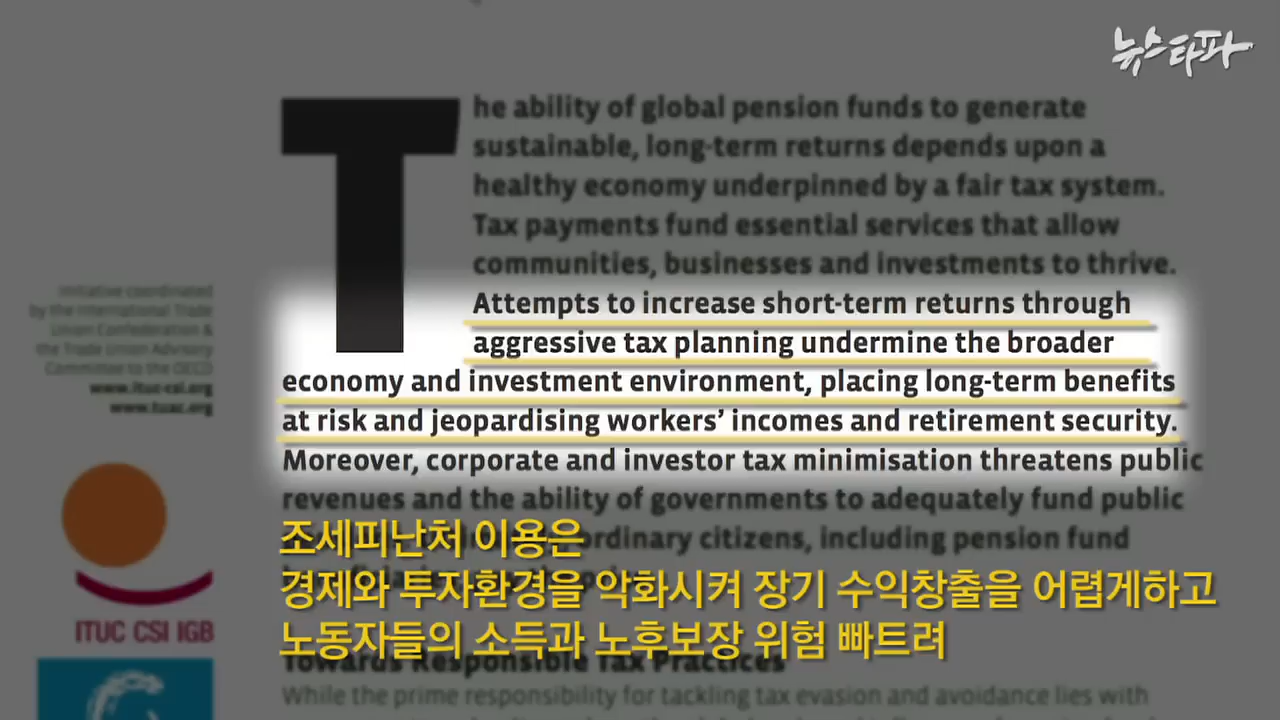 뉴스타파
The ability of global pension funds to generate
sustainable, long-term returns depends upon a
healthy economy underpinned by a fair tax system.
Tax payments fund essential services that allow
communities, businesses and investments to thrive.
Attempts to increase short-term returns through
aggressive tax planning undermine the broader
economy and investment environment, placing long-term benefits
at risk and jeopardising workers' incomes and retirement security.
Moreover, corporate and investor tax minimisation threatens public
revenues and the ability of governments to adequately fund public
ordinary citizens, including pension fund
Initiative coordinated
by the International Trade
Union Confederation &
the Trade Union Advisory
Committee to the OECD
www.ituc-csi.org
www.tuac.org
ITUC CSI IGB
조세피난처 이용은
경제와 투자환경을 악화시켜 장기 수익창출을 어렵게하고
노동자들의 소득과 노후보장 위험 빠트려
Towards Responsible Tax Practices
While the prime responsibility for tackling tax evasion and avoidance lies with